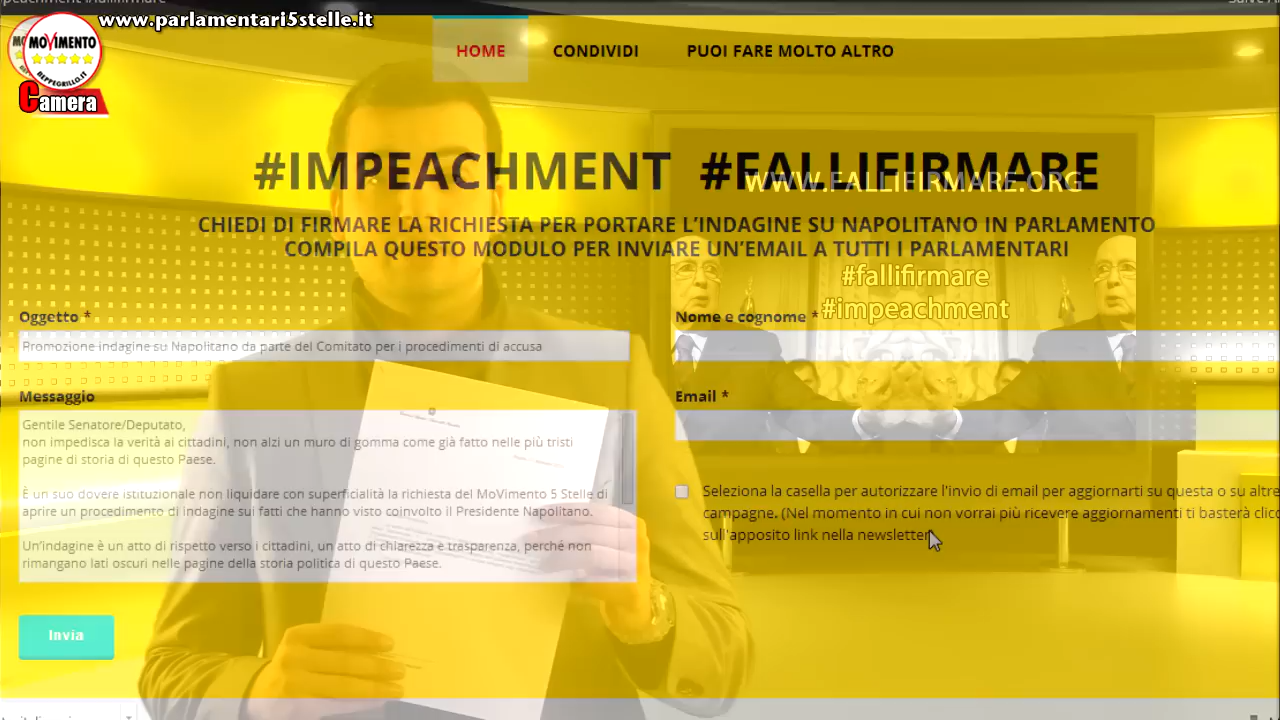 www.parlamentari5stelle.it
MOVIMENTO
BEPPEGRILLO.IT
Camera
HOME
CONDIVIDI
PUOI FARE MOLTO ALTRO
#IMPEACHMENT #FALLIFIRMARE
WWW.FALLIFIRMARE.ORG
CHIEDI DI FIRMARE LA RICHIESTA PER PORTARE L'INDAGINE SU NAPOLITANO IN PARLAMENTO
COMPILA QUESTO MODULO PER INVIARE UN'EMAIL A TUTTI I PARLAMENTARI
#fallifirmare
#impeachment
Oggetto *
Promozione indagine su Napolitano da parte del Comitato per i procedimenti di accusa
Messaggio
Gentile Senatore/Deputato,
non impedisca la verità ai cittadini, non alzi un muro di gomma come già fatto nelle più tristi
pagine di storia di questo Paese.
È un suo dovere istituzionale non liquidare con superficialità la richiesta del MoVimento 5 Stelle di
aprire un procedimento di indagine sui fatti che hanno visto coinvolto il Presidente Napolitano.
Un'indagine è un atto di rispetto verso i cittadini, un atto di chiarezza e trasparenza, perché non
rimangano lati oscuri nelle pagine della storia politica di questo Paese.
Invia
Nome e cognome *
Email *
Seleziona la casella per autorizzare l'invio di email per aggiornarti su questa o su altre
campagne. (Nel momento in cui non vorrai più ricevere aggiornamenti ti basterà clicc
sull'apposito link nella newsletter